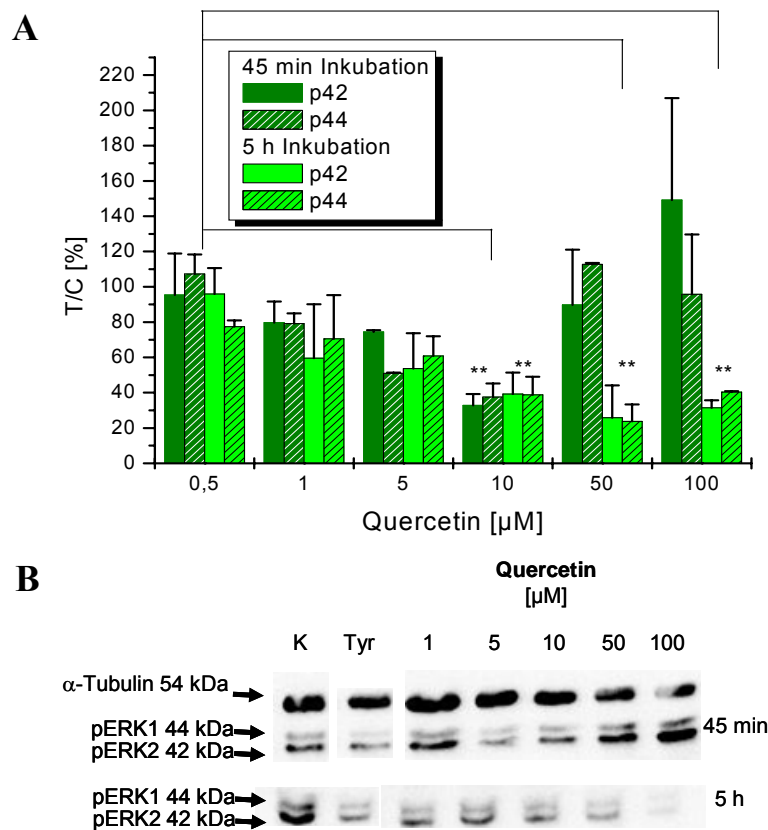 A
45 min Inkubation
p42
p44
5 h Inkubation
p42
p44
T/C [%]
220
200
180
160
140
120
100
80
60
40
20
0
** ** ** **
0,5 1 5 10 50 100
Quercetin [µM]
B
Quercetin
[µM]
K Tyr 1 5 10 50 100
α-Tubulin 54 kDa
pERK1 44 kDa
45 min
pERK2 42 kDa
pERK1 44 kDa
5 h
pERK2 42 kDa